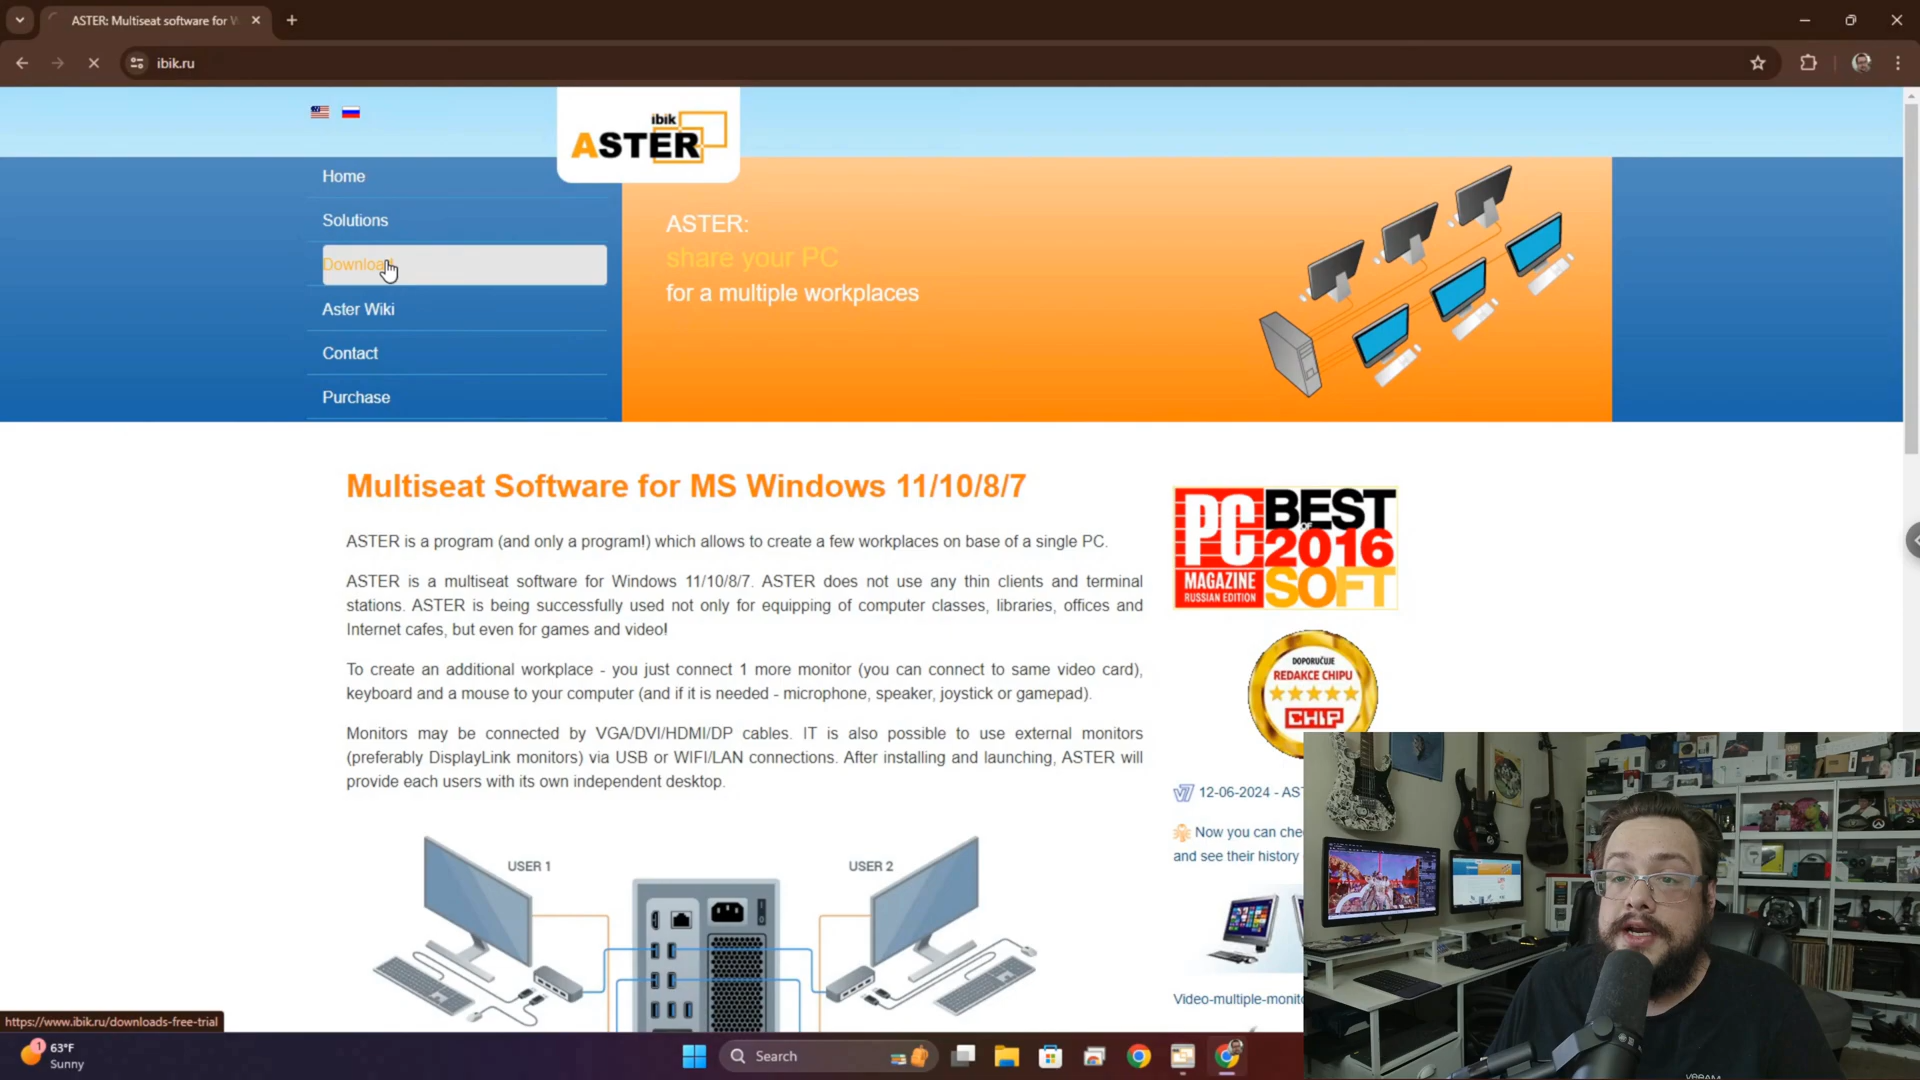 ASTER: Multiseat software for W
ibik.ru
ibik
ASTER
Home
Solutions
Download
Aster Wiki
Contact
Purchase
ASTER:
share your PC
for a multiple workplaces
Multiseat Software for MS Windows 11/10/8/7
ASTER is a program (and only a program!) which allows to create a few workplaces on base of a single PC.
ASTER is a multiseat software for Windows 11/10/8/7. ASTER does not use any thin clients and terminal
stations. ASTER is being successfully used not only for equipping of computer classes, libraries, offices and
Internet cafes, but even for games and video!
To create an additional workplace - you just connect 1 more monitor (you can connect to same video card),
keyboard and a mouse to your computer (and if it is needed - microphone, speaker, joystick or gamepad).
Monitors may be connected by VGA/DVI/HDMI/DP cables. IT is also possible to use external monitors
(preferably DisplayLink monitors) via USB or WIFI/LAN connections. After installing and launching, ASTER will
provide each users with its own independent desktop.
USER 1
USER 2
PC
MAGAZINE
RUSSIAN EDITION
BEST
OF
2016
SOFT
DOPORUČUJE
REDAKCE CHIPU
CHIP
12-06-2024 - AS
Now you can che
and see their history
Video-multiple-monito
https://www.ibik.ru/downloads-free-trial
1
63°F
Sunny
Search
veeam